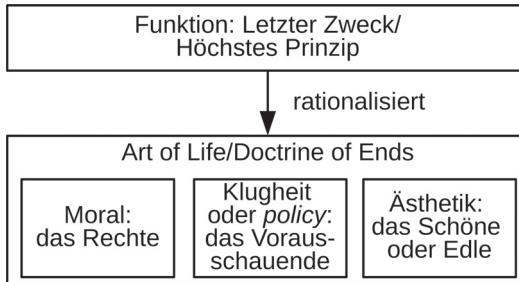 Funktion: Letzter Zweck/
Höchstes Prinzip
rationalisiert
Art of Life/Doctrine of Ends
Moral:
das Rechte
Klugheit
oder policy:
das Voraus-
schauende
Ästhetik:
das Schöne
oder Edle